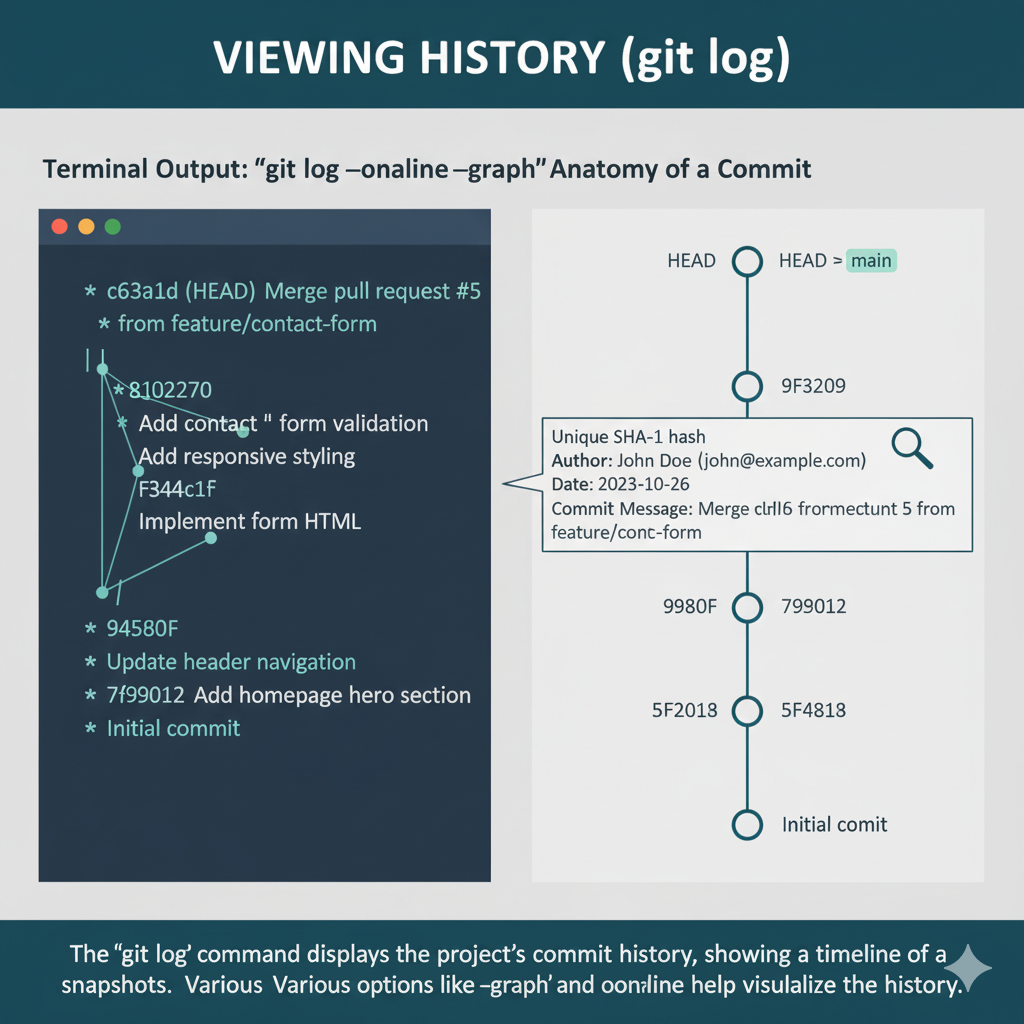 VIEWING HISTORY (git log)
Terminal Output: “git log –onaline –graph” Anatomy of a Commit
* c63a1d (HEAD) Merge pull request #5
* from feature/contact-form
* 8102270
* Add contact " form validation
Add responsive styling
F344c1F
Implement form HTML
* 94580F
* Update header navigation
* 7f99012 Add homepage hero section
* Initial commit
HEAD HEAD > main
9F3209
Unique SHA-1 hash
Author: John Doe (john@example.com)
Date: 2023-10-26
Commit Message: Merge 5 from
feature/conc-form
9980F 799012
5F2018 5F4818
Initial comit
The “git log’ command displays the project’s commit history, showing a timeline of a
snapshots. Various Various options like –graph’ and help visulalize the history.’